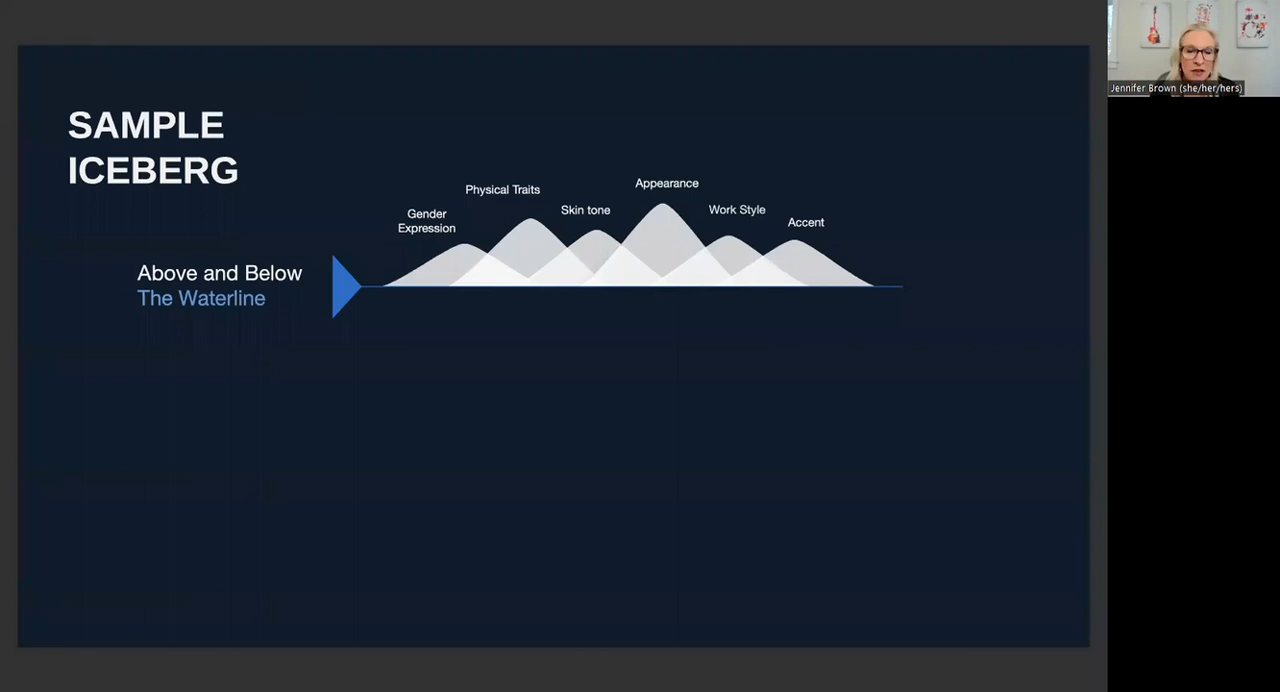 SAMPLE
ICEBERG
Physical Traits
Appearance
Gender
Expression
Skin tone
Work Style
Accent
Above and Below
The Waterline
Jennifer Brown (she/her/hers)